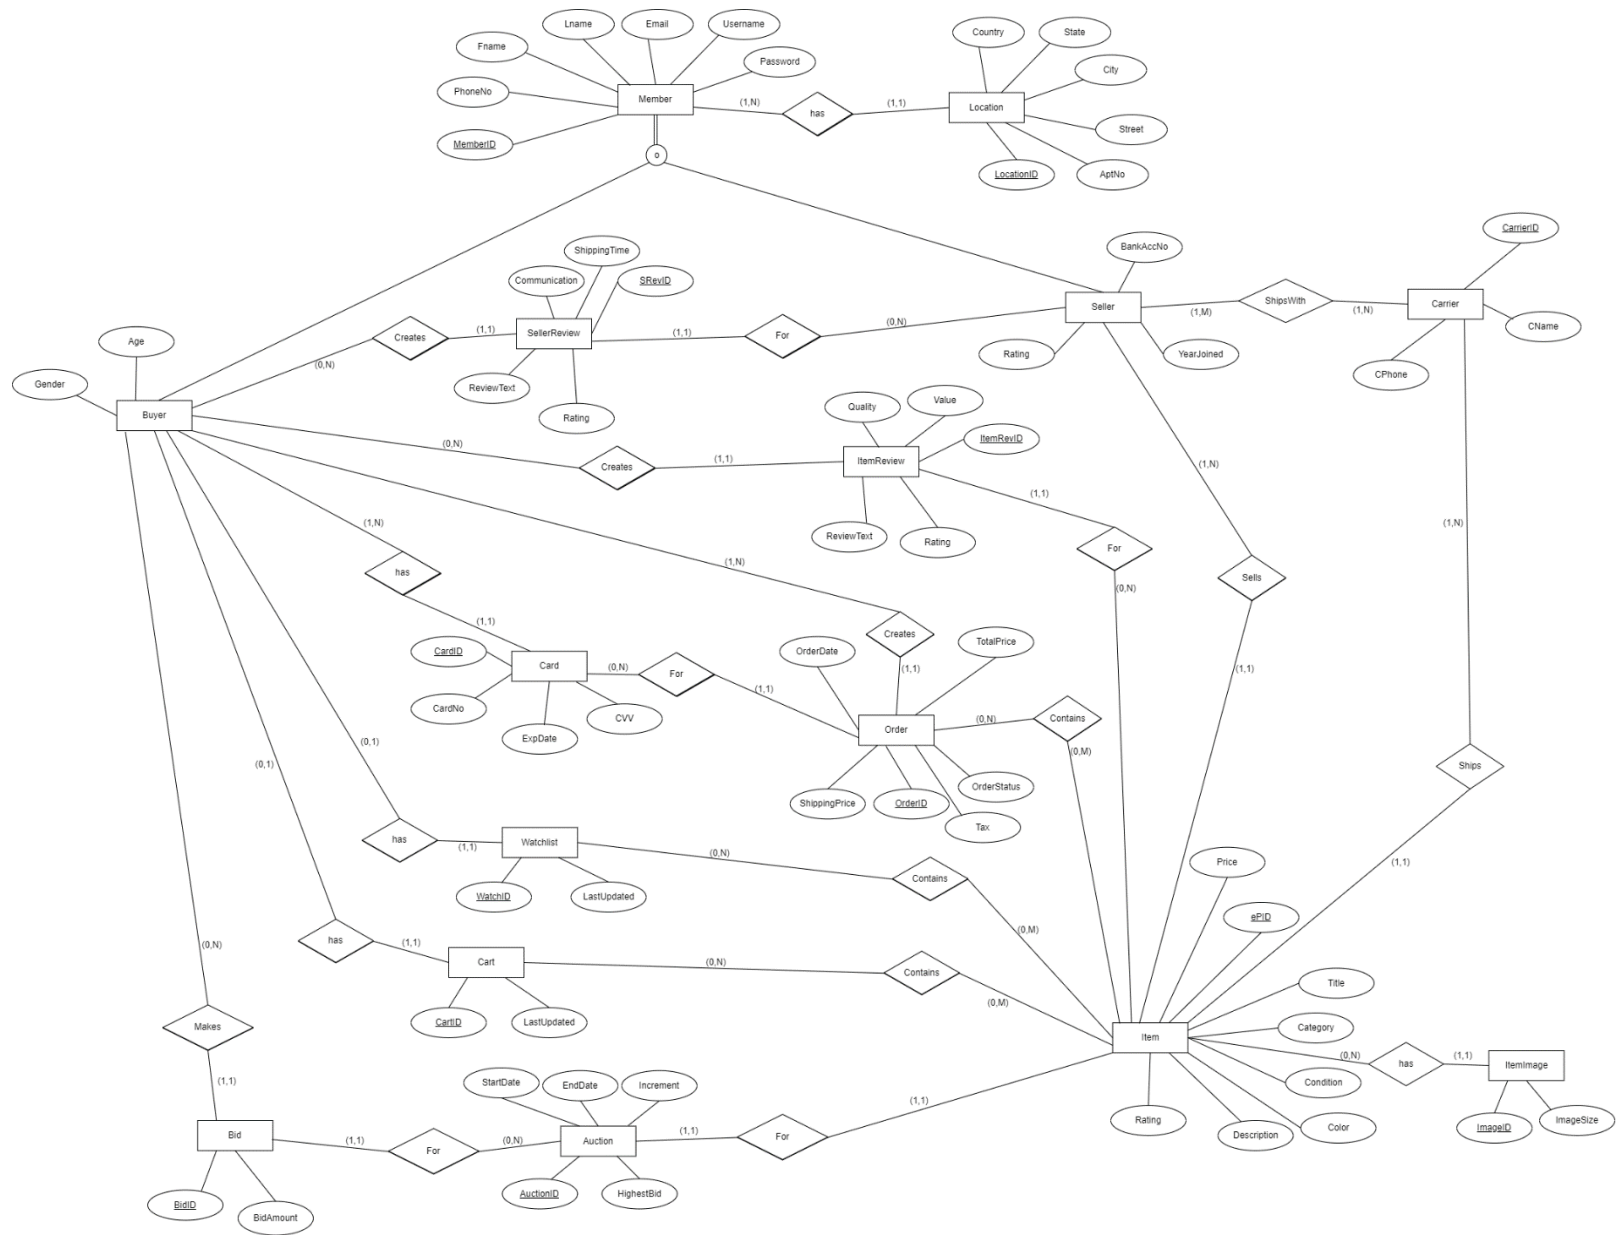 Lname
Email
Username
Fname
Password
PhoneNo
Member
MemberID
(1,N)
has
(1,1)
Country
State
City
Location
Street
LocationID
AptNo
o
ShippingTime
Communication
SRevID
Creates
(1,1)
SellerReview
(1,1)
For
(0,N)
(0,N)
ReviewText
Rating
BankAccNo
Seller
(1,M)
ShipsWith
(1,N)
Rating
YearJoined
CarrierID
Carrier
CName
CPhone
Age
Gender
Buyer
(0,N)
Creates
(1,1)
Quality
Value
ItemRevID
ItemReview
ReviewText
Rating
(1,1)
For
(0,N)
(1,N)
Sells
(1,1)
(1,N)
Ships
(1,1)
(1,N)
has
(1,1)
(1,N)
Creates
(1,1)
CardID
Card
(0,N)
For
(1,1)
CardNo
CVV
ExpDate
OrderDate
TotalPrice
Order
(0,N)
Contains
(0,M)
ShippingPrice
OrderID
OrderStatus
Tax
(0,1)
has
(1,1)
Watchlist
(0,N)
Contains
(0,M)
WatchID
LastUpdated
(0,1)
has
(1,1)
Cart
(0,N)
Contains
(0,M)
CartID
LastUpdated
(0,N)
Makes
(1,1)
Price
ePID
Title
Category
Item
(0,N)
has
(1,1)
ItemImage
Condition
Rating
Description
Color
ImageID
ImageSize
Bid
(1,1)
For
(0,N)
BidID
BidAmount
StartDate
EndDate
Increment
Auction
(1,1)
For
(1,1)
AuctionID
HighestBid